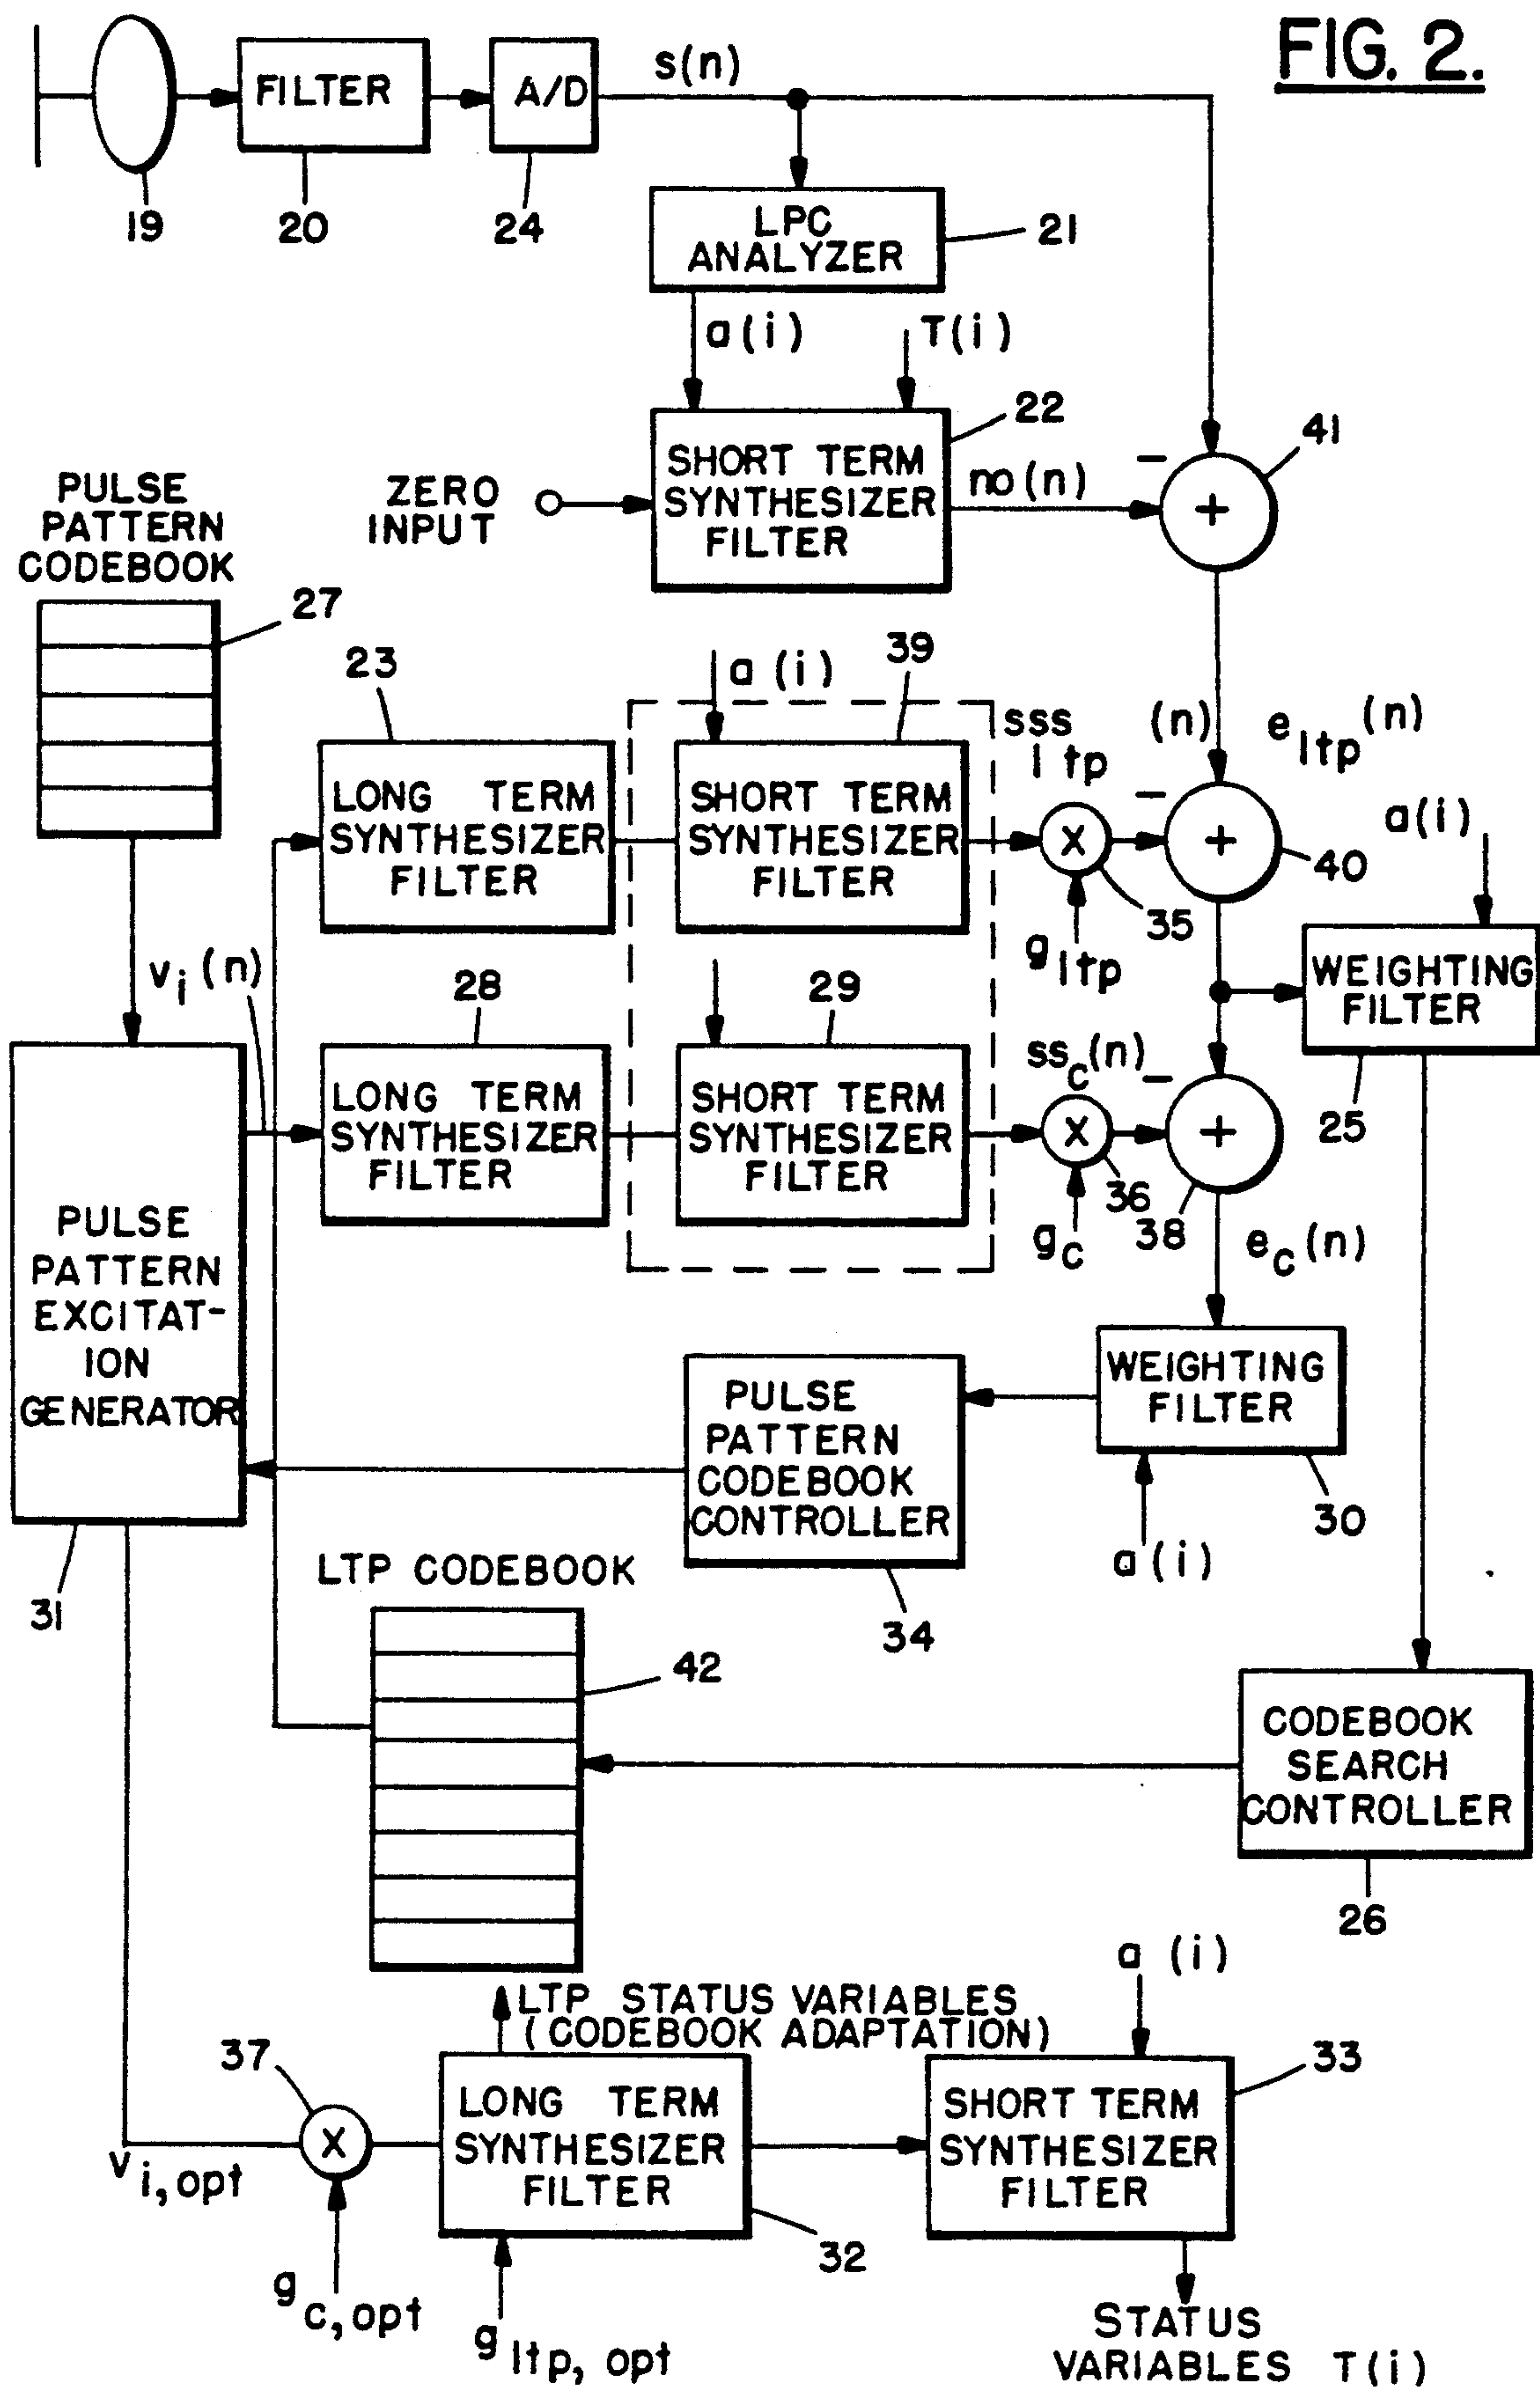 FIG. 2.
FILTER
A/D
s(n)
19
20
24
LPC
ANALYZER
21
a(i)
T(i)
22
41
SHORT TERM
SYNTHESIZER
FILTER
no(n)
-
+
ZERO
INPUT
PULSE
PATTERN
CODEBOOK
27
23
a (i)
39
sss ltp (n)
e ltp (n)
LONG TERM
SYNTHESIZER
FILTER
SHORT TERM
SYNTHESIZER
FILTER
X
-
+
40
a(i)
35
g ltp
vi (n)
28
29
WEIGHTING
FILTER
25
LONG TERM
SYNTHESIZER
FILTER
SHORT TERM
SYNTHESIZER
FILTER
ssc(n)
-
X
+
36
38
gc
ec(n)
PULSE
PATTERN
EXCITAT-
ION
GENERATOR
31
PULSE
PATTERN
CODEBOOK
CONTROLLER
34
WEIGHTING
FILTER
30
a(i)
LTP CODEBOOK
42
CODEBOOK
SEARCH
CONTROLLER
26
LTP STATUS VARIABLES
(CODEBOOK ADAPTATION)
a (i)
37
X
LONG TERM
SYNTHESIZER
FILTER
32
SHORT TERM
SYNTHESIZER
FILTER
33
v i, opt
g c, opt
g ltp, opt
STATUS
VARIABLES T(i)